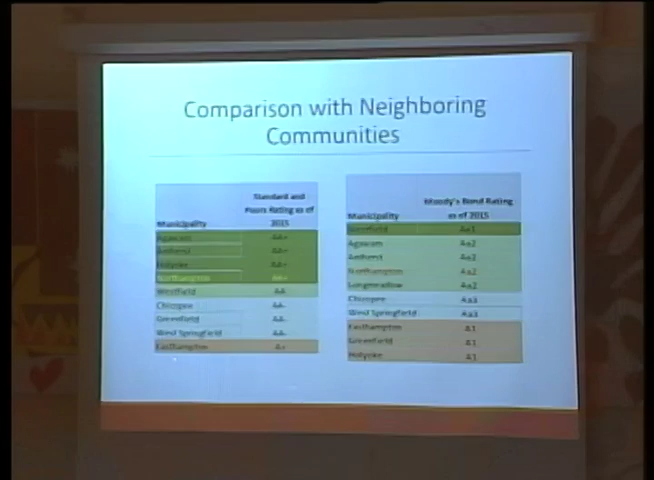 Comparison with Neighboring
Communities
Standard and
Poors Rating as of
Municipality 2015
Agawam AA+
Amherst AA+
Holyoke AA+
Northampton AA+
Westfield AA
Chicopee AA-
Greenfield AA-
West Springfield AA-
Easthampton A+
Moody's Bond Rating
Municipality as of 2015
Aa1
Agawam Aa2
Amherst Aa2
Northampton Aa2
Longmeadow Aa2
Chicopee Aa3
West Springfield Aa3
Easthampton A1
Greenfield A1
Holyoke A1